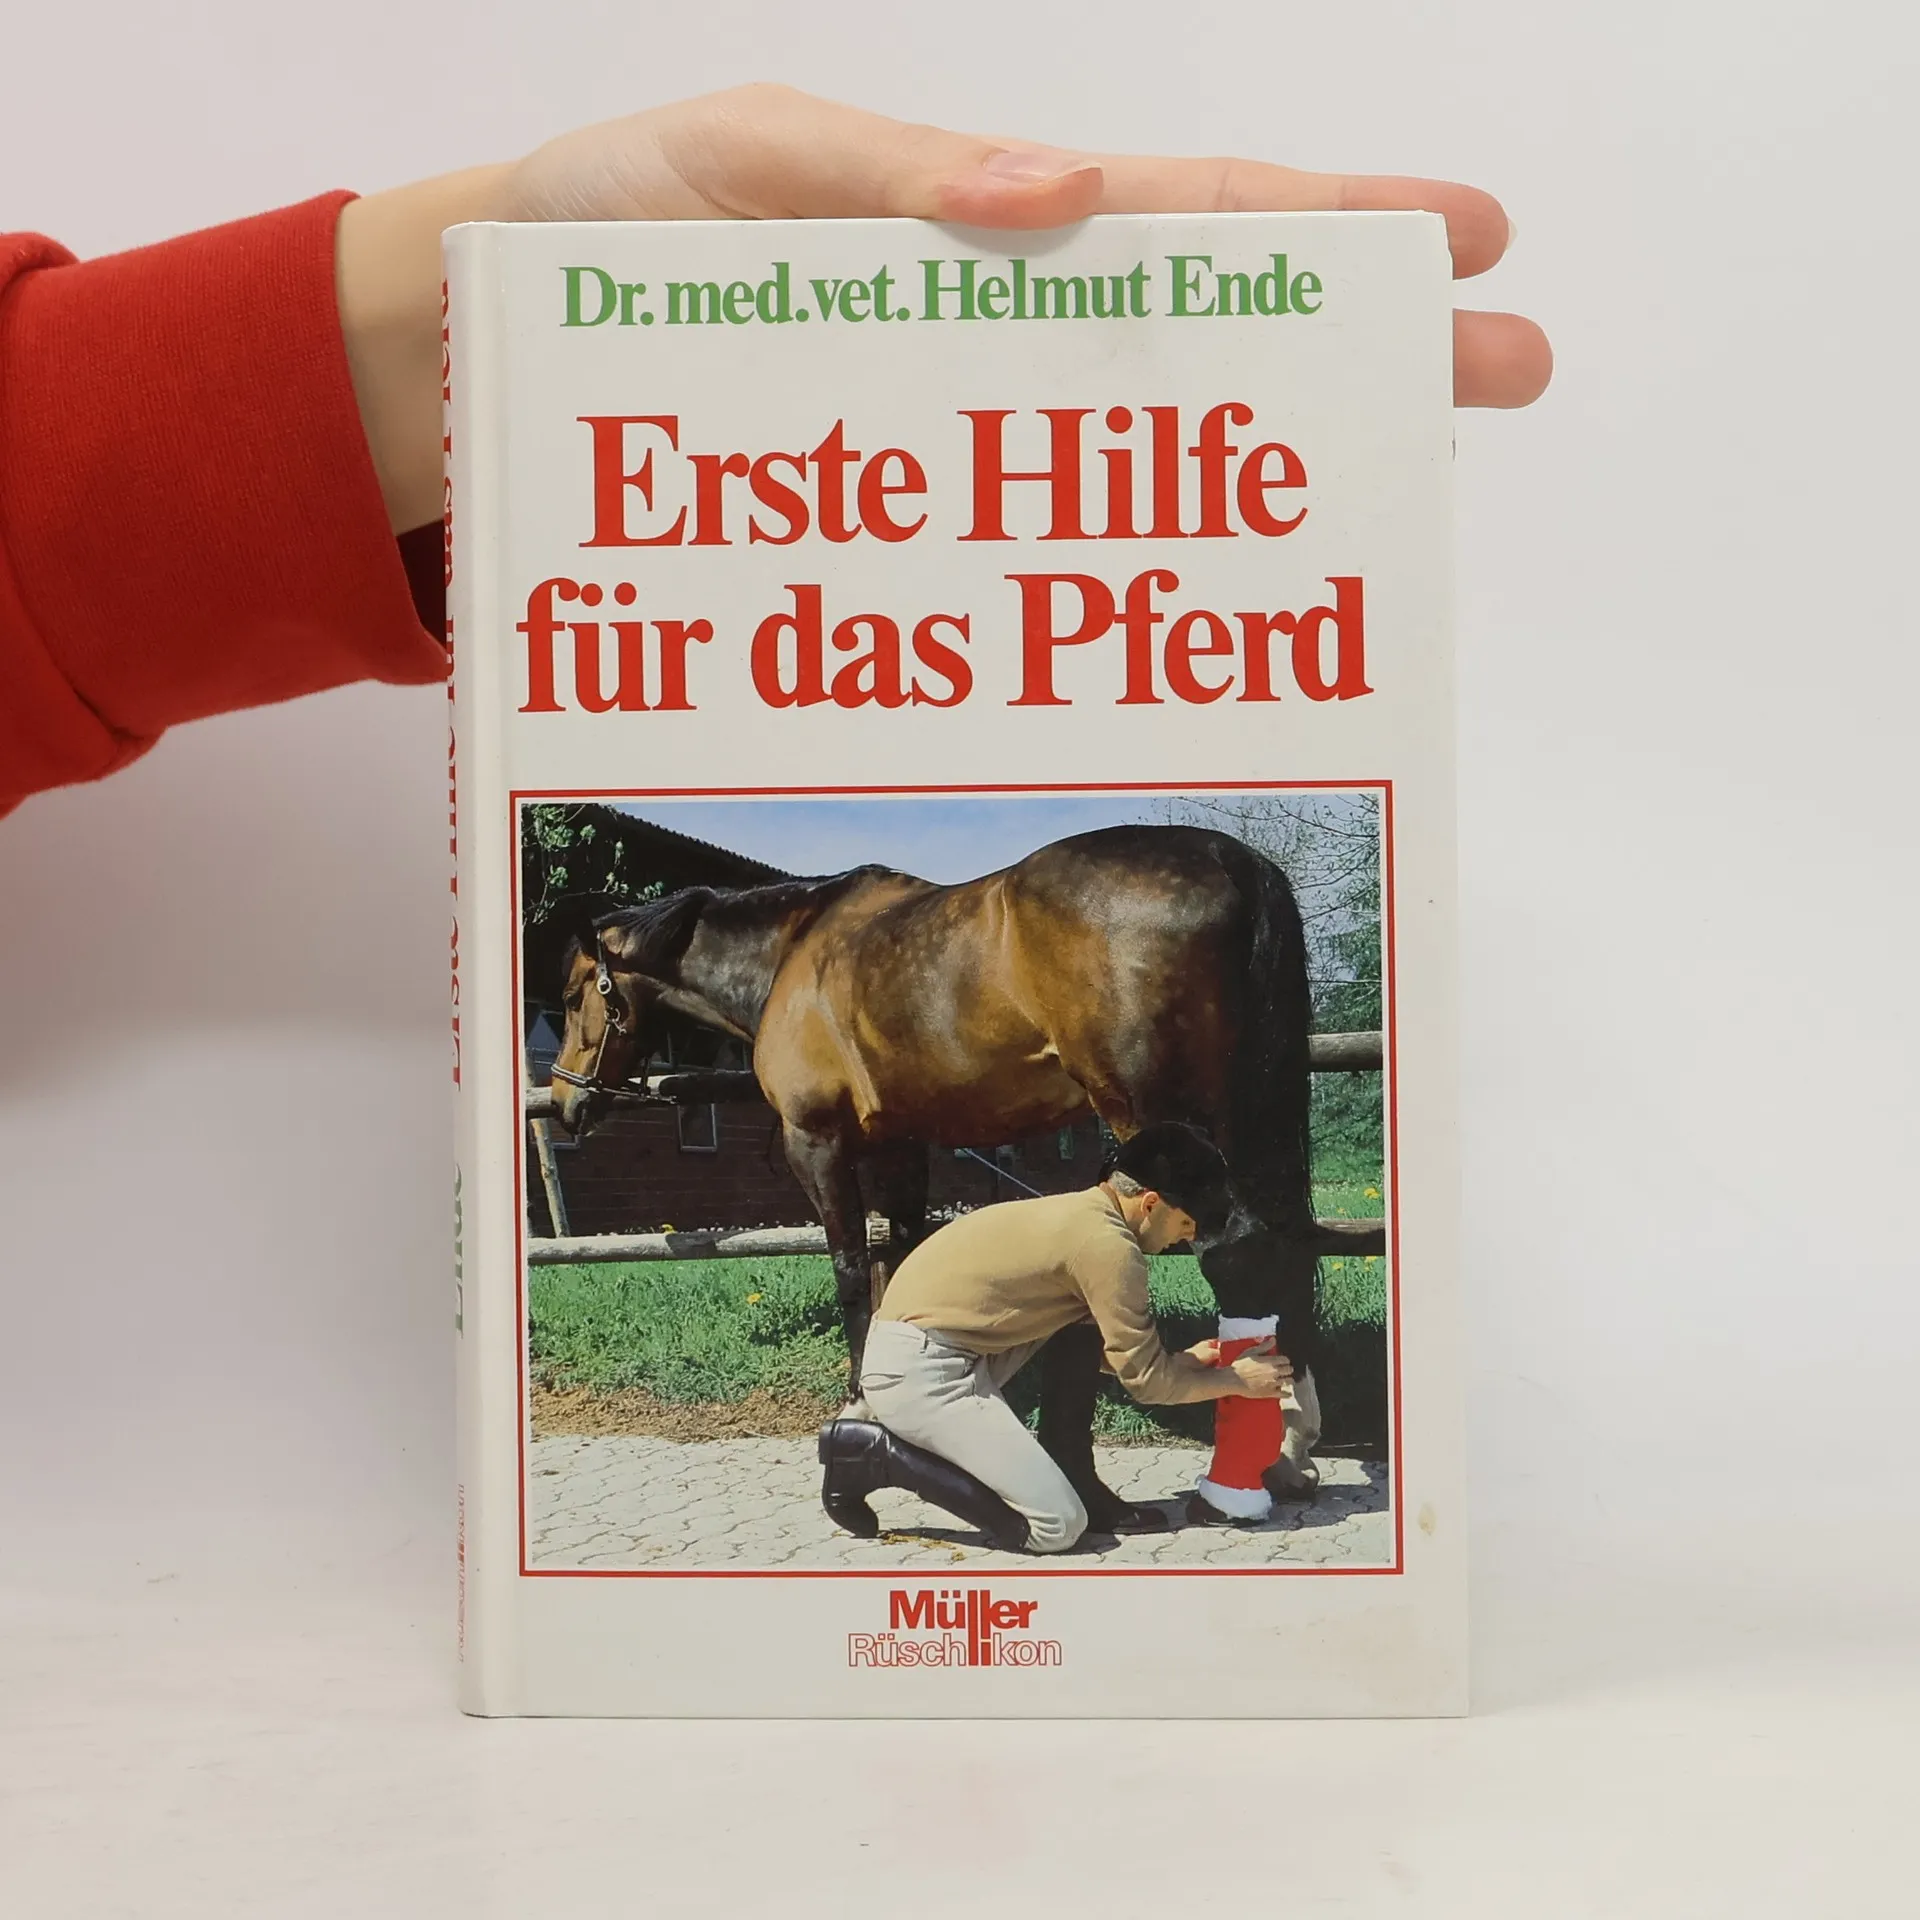 Dr. med. vet. Helmut Ende
Erste Hilfe
für das Pferd
Müller
Rüschlikon